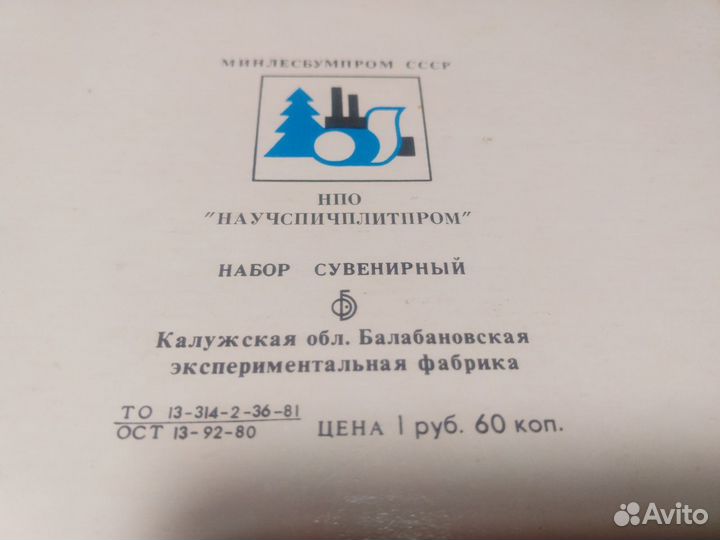 МИНЛЕСБУМПРОМ СССР
НПО
"НАУЧСПИЧПЛИТПРОМ"
НАБОР СУВЕНИРНЫЙ
Калужская обл. Балабановская
экспериментальная фабрика
ТО 13-314-2-36-81
ОСТ 13-92-80
ЦЕНА 1 руб. 60 коп.
Avito